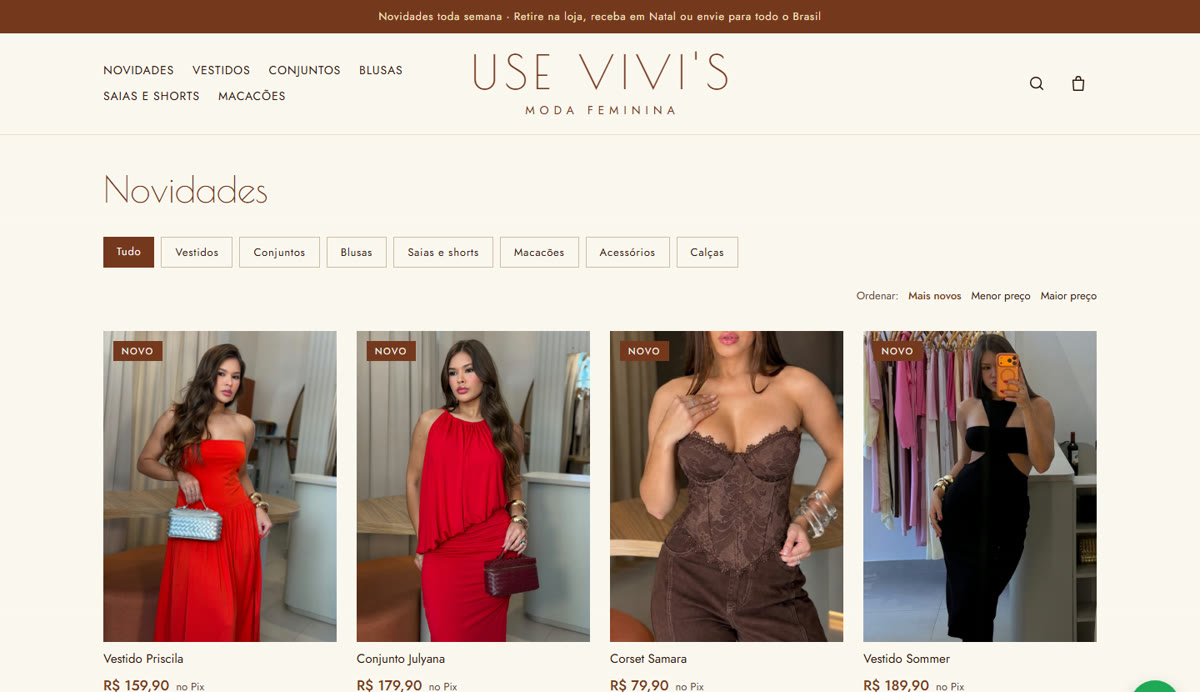 Novidades toda semana · Retire na loja, receba em Natal ou envie para todo o Brasil
NOVIDADES VESTIDOS CONJUNTOS BLUSAS
SAIAS E SHORTS MACACÕES
USE VIVI'S
MODA FEMININA
Novidades
Tudo Vestidos Conjuntos Blusas Saias e shorts Macacões Acessórios Calças
Ordenar: Mais novos Menor preço Maior preço
NOVO NOVO NOVO NOVO
Vestido Priscila Conjunto Julyana Corset Samara Vestido Sommer
R$ 159,90 no Pix R$ 179,90 no Pix R$ 79,90 no Pix R$ 189,90 no Pix